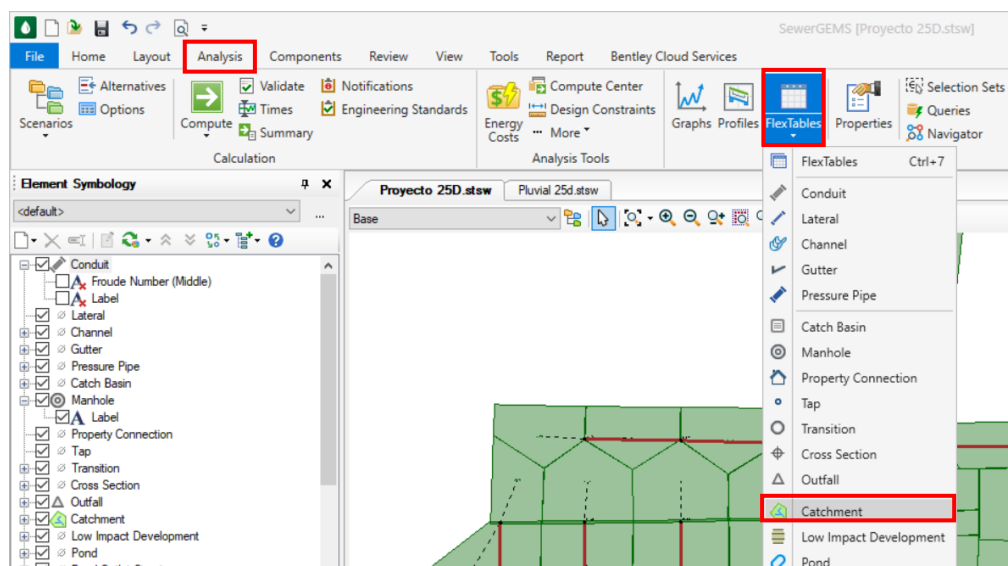 SewerGEMS [Proyecto 25D.stsw]
File Home Layout Analysis Components Review View Tools Report Bentley Cloud Services
Scenarios
Alternatives
Options
Compute
Validate
Times
Summary
Notifications
Engineering Standards
Calculation
Energy Costs
Compute Center
Design Constraints
More
Analysis Tools
Graphs Profiles FlexTables Properties
Selection Sets
Queries
Navigator
Element Symbology
<default>
...
Conduit
Froude Number (Middle)
Label
Lateral
Channel
Gutter
Pressure Pipe
Catch Basin
Manhole
Label
Property Connection
Tap
Transition
Cross Section
Outfall
Catchment
Low Impact Development
Pond
Proyecto 25D.stsw Pluvial 25d.stsw
Base
FlexTables Ctrl+7
Conduit
Lateral
Channel
Gutter
Pressure Pipe
Catch Basin
Manhole
Property Connection
Tap
Transition
Cross Section
Outfall
Catchment
Low Impact Development
Pond